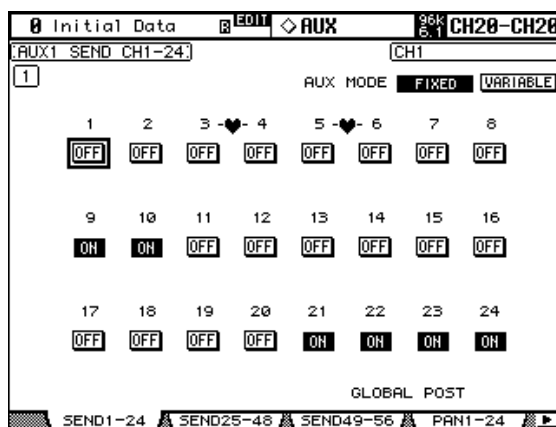 0 Initial Data R EDIT ◇AUX 96k 6.1 CH20-CH20
AUX1 SEND CH1-24 CH1
1 AUX MODE FIXED VARIABLE
1 2 3 -♥- 4 5 -♥- 6 7 8
OFF OFF OFF OFF OFF OFF OFF OFF
9 10 11 12 13 14 15 16
ON ON OFF OFF OFF OFF OFF OFF
17 18 19 20 21 22 23 24
OFF OFF OFF OFF ON ON ON ON
GLOBAL POST
SEND1-24 SEND25-48 SEND49-56 PAN1-24